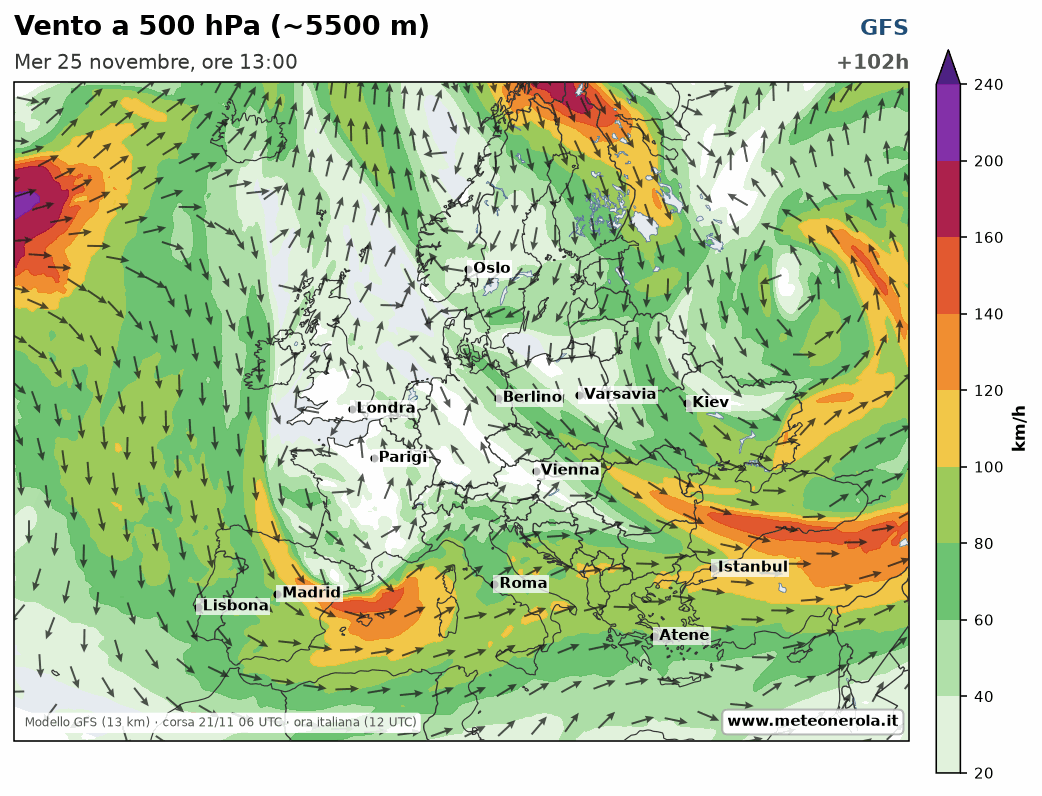 Vento a 500 hPa (~5500 m)
GFS
Mer 25 novembre, ore 13:00
+102h
240
200
160
140
120
100
80
60
40
20
km/h
Oslo
Berlino
Varsavia
Kiev
Londra
Parigi
Vienna
Istanbul
Roma
Madrid
Lisbona
Atene
Modello GFS (13 km) · corsa 21/11 06 UTC · ora italiana (12 UTC)
www.meteonerola.it